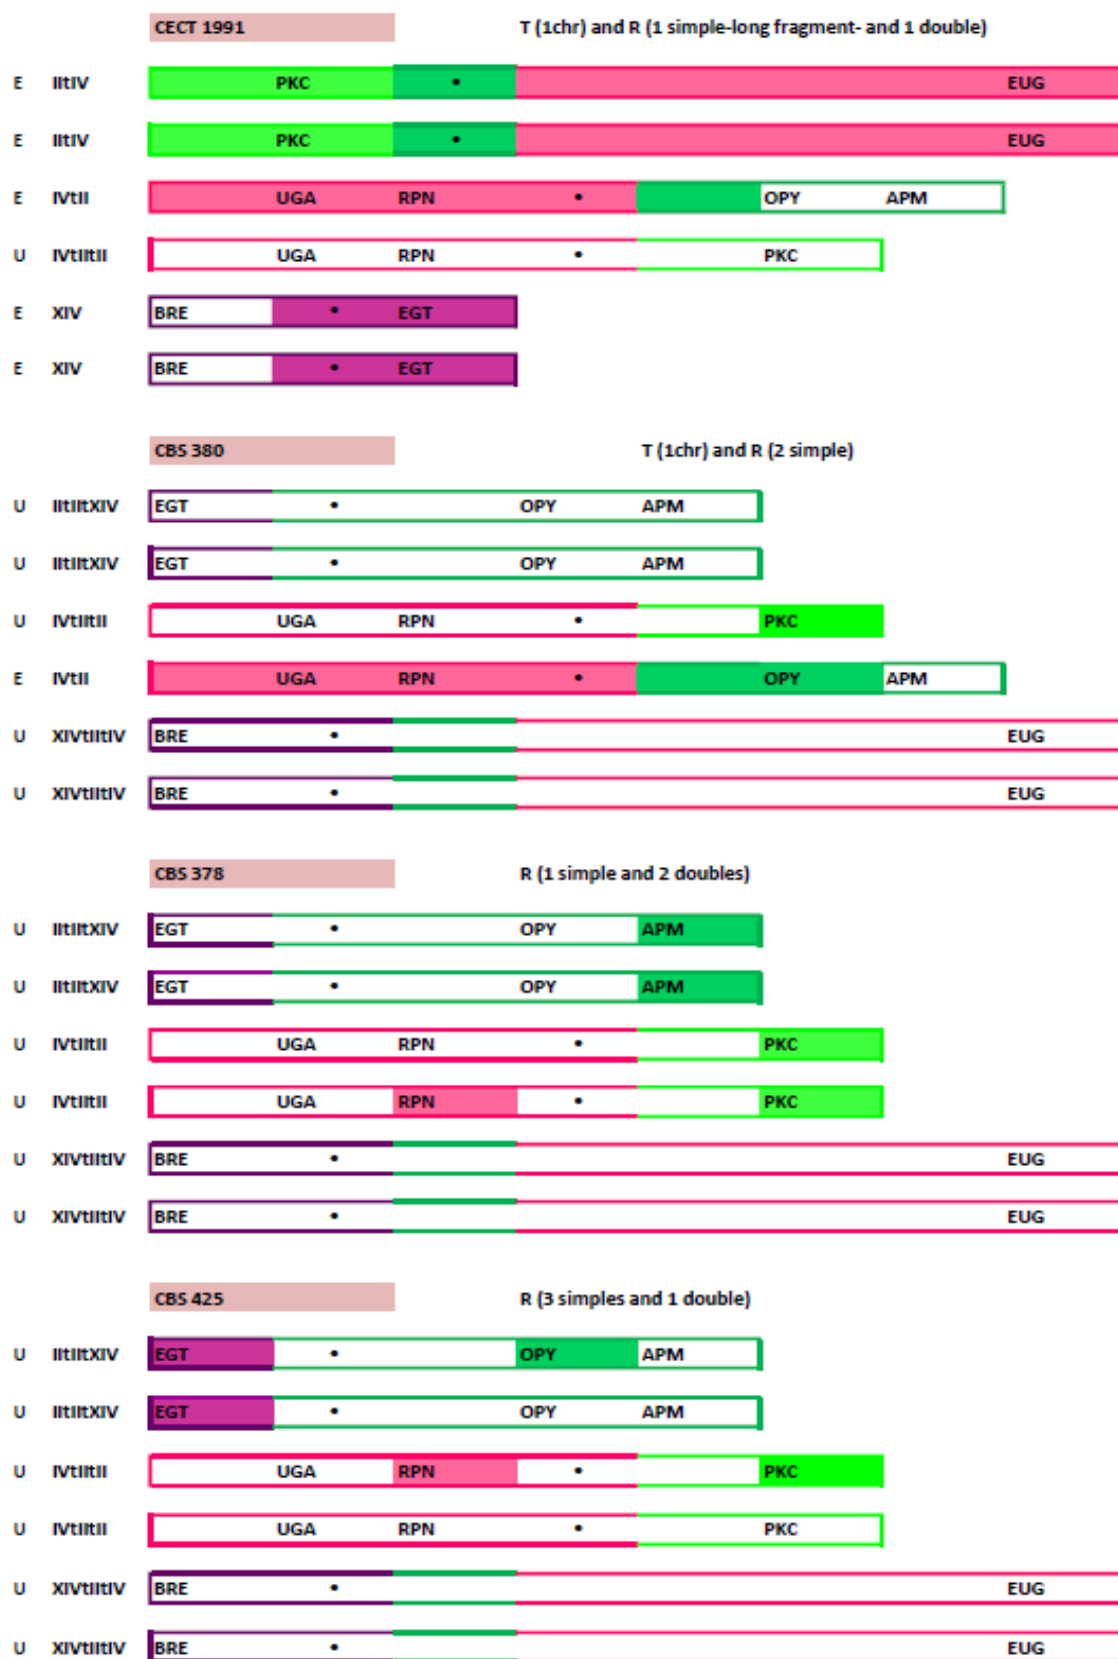 CECT 1991 T (1chr) and R (1 simple-long fragment- and 1 double)
E IItIV PKC • EUG
E IItIV PKC • EUG
E IVtII UGA RPN • OPY APM
U IVtIItII UGA RPN • PKC
E XIV BRE • EGT
E XIV BRE • EGT
CBS 380 T (1chr) and R (2 simple)
U IItIItXIV EGT • OPY APM
U IItIItXIV EGT • OPY APM
U IVtIItII UGA RPN • PKC
E IVtII UGA RPN • OPY APM
U XIVtIItIV BRE • EUG
U XIVtIItIV BRE • EUG
CBS 378 R (1 simple and 2 doubles)
U IItIItXIV EGT • OPY APM
U IItIItXIV EGT • OPY APM
U IVtIItII UGA RPN • PKC
U IVtIItII UGA RPN • PKC
U XIVtIItIV BRE • EUG
U XIVtIItIV BRE • EUG
CBS 425 R (3 simples and 1 double)
U IItIItXIV EGT • OPY APM
U IItIItXIV EGT • OPY APM
U IVtIItII UGA RPN • PKC
U IVtIItII UGA RPN • PKC
U XIVtIItIV BRE • EUG
U XIVtIItIV BRE • EUG